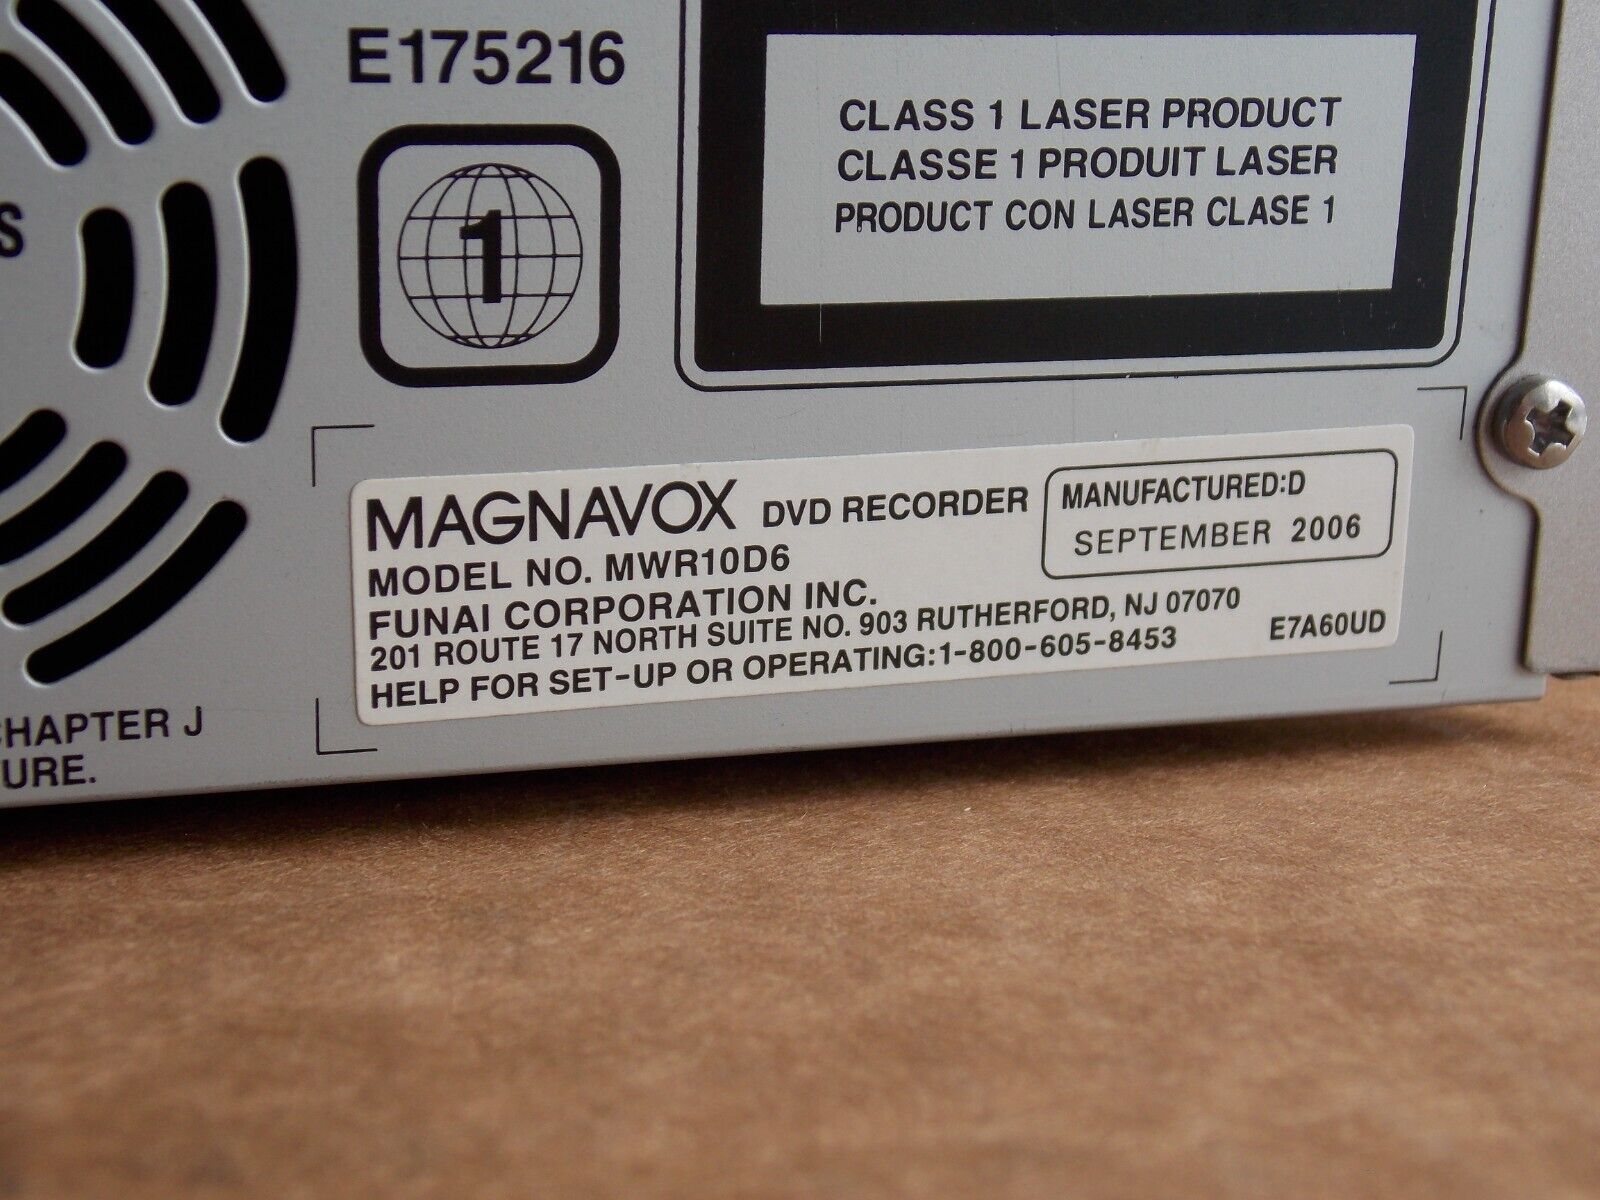 E175216
1
CLASS 1 LASER PRODUCT
CLASSE 1 PRODUIT LASER
PRODUCT CON LASER CLASE 1
S
MAGNAVOX DVD RECORDER
MANUFACTURED:D
SEPTEMBER 2006
MODEL NO. MWR10D6
FUNAI CORPORATION INC.
201 ROUTE 17 NORTH SUITE NO. 903 RUTHERFORD, NJ 07070
HELP FOR SET-UP OR OPERATING:1-800-605-8453
E7A60UD
CHAPTER J
URE.